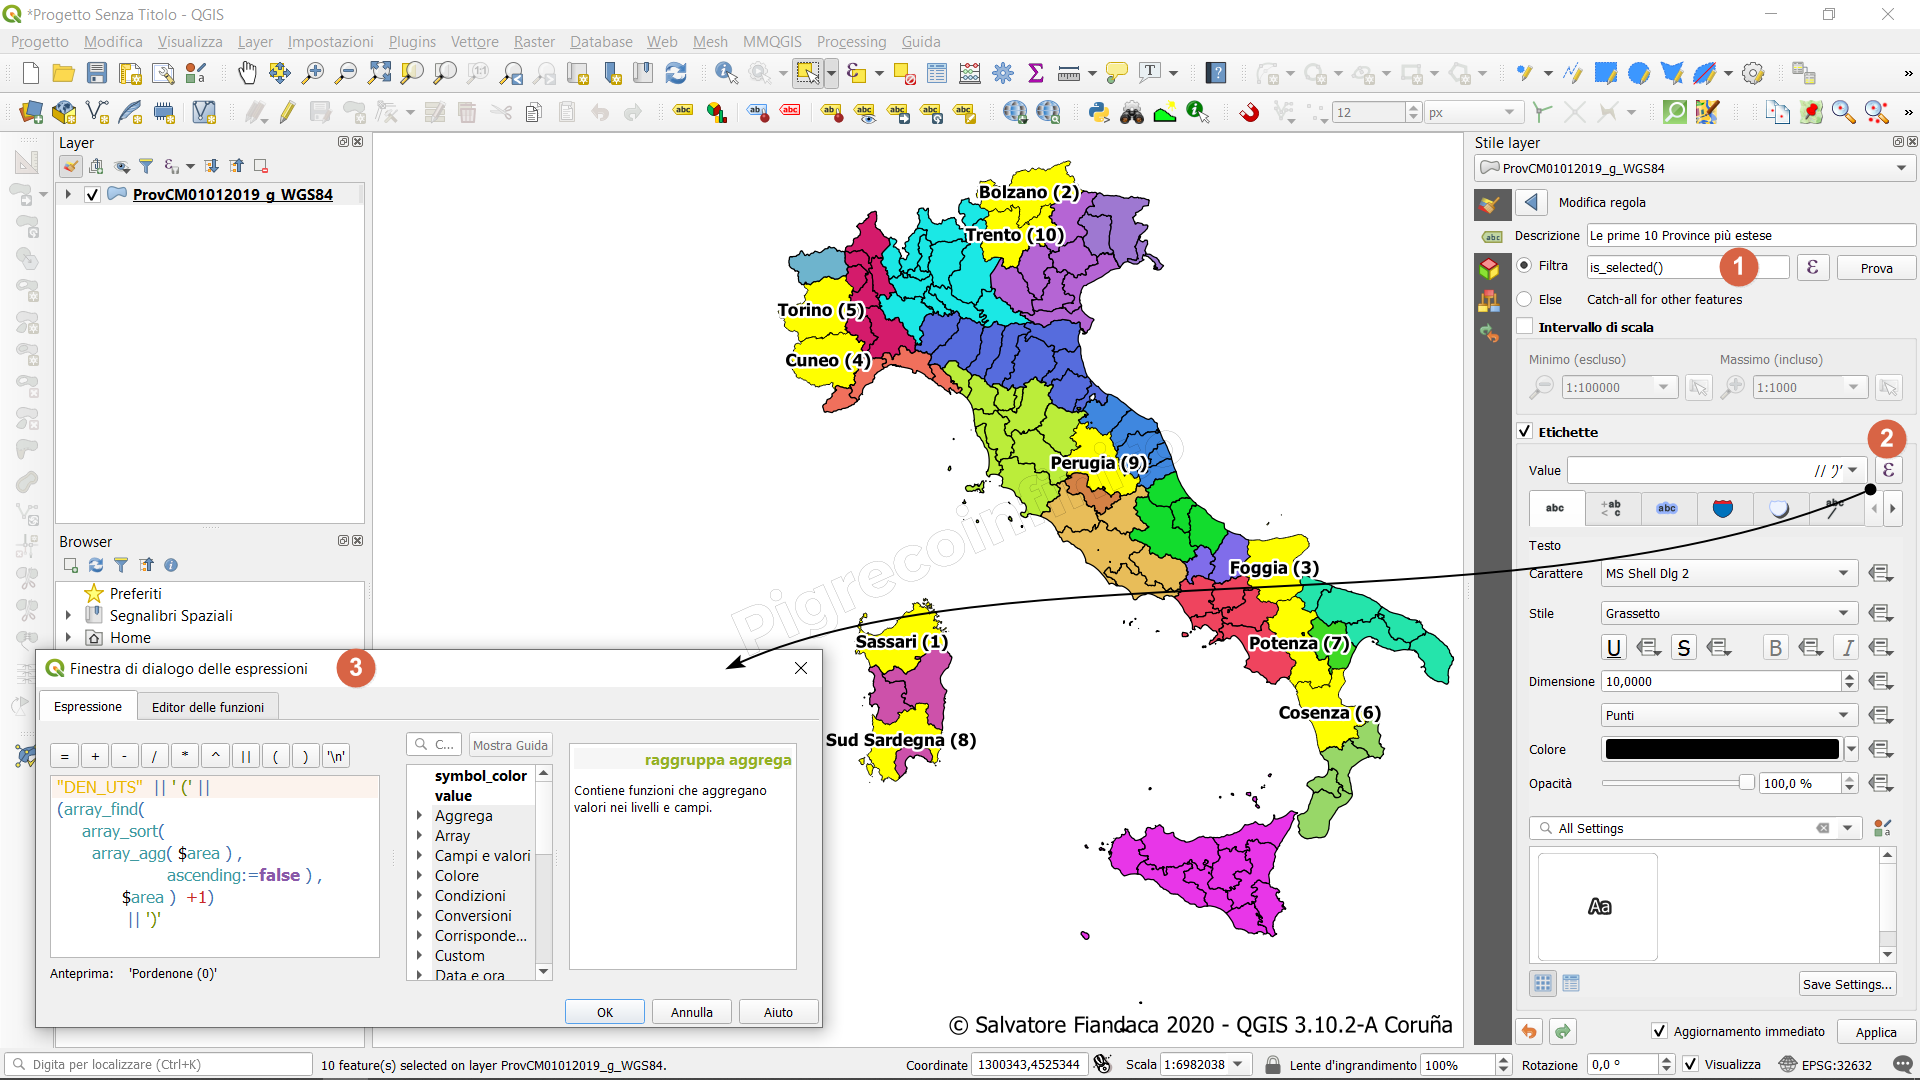 *Progetto Senza Titolo - QGIS
Progetto Modifica Visualizza Layer Impostazioni Plugins Vettore Raster Database Web Mesh MMQGIS Processing Guida
12 px
Layer
ProvCM01012019_g_WGS84
Browser
Preferiti
Segnalibri Spaziali
Home
Bolzano (2)
Trento (10)
Torino (5)
Cuneo (4)
Perugia (9)
Foggia (3)
Potenza (7)
Cosenza (6)
Sassari (1)
Sud Sardegna (8)
© Salvatore Fiandaca 2020 - QGIS 3.10.2-A Coruña
Finestra di dialogo delle espressioni
3
Espressione Editor delle funzioni
= + - / * ^ || ( ) '\n'
"DEN_UTS" || ' (' ||
(array_find(
array_sort(
array_agg( $area ) ,
ascending:=false ) ,
$area ) +1)
|| ')'
Anteprima: 'Pordenone (0)'
C... Mostra Guida
symbol_color
value
Aggrega
Array
Campi e valori
Colore
Condizioni
Conversioni
Corrisponde...
Custom
Data e ora
raggruppa aggrega
Contiene funzioni che aggregano
valori nei livelli e campi.
OK Annulla Aiuto
Stile layer
ProvCM01012019_g_WGS84
Modifica regola
Descrizione Le prime 10 Province più estese
Filtra is_selected() 1 ε Prova
Else Catch-all for other features
Intervallo di scala
Minimo (escluso) Massimo (incluso)
1:100000 1:1000
Etichette
2
Value // ')' ε
Testo
Carattere MS Shell Dlg 2
Stile Grassetto
U S B I
Dimensione 10,0000
Punti
Colore
Opacità 100,0 %
All Settings
Aa
Save Settings...
Aggiornamento immediato Applica
Digita per localizzare (Ctrl+K) 10 feature(s) selected on layer ProvCM01012019_g_WGS84. Coordinate 1300343,4525344 Scala 1:6982038 Lente d'ingrandimento 100% Rotazione 0,0 ° Visualizza EPSG:32632